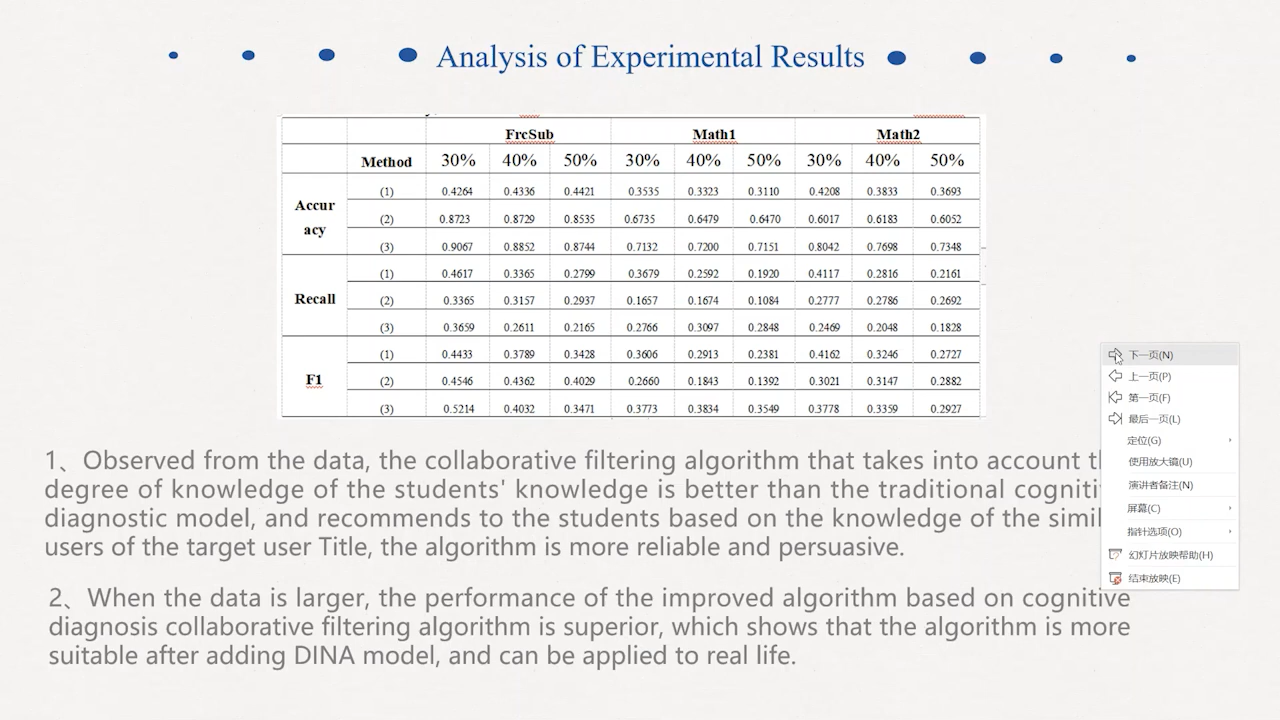 Analysis of Experimental Results
FrcSub Math1 Math2
Method 30% 40% 50% 30% 40% 50% 30% 40% 50%
Accur
acy
(1) 0.4264 0.4336 0.4421 0.3535 0.3323 0.3110 0.4208 0.3833 0.3693
(2) 0.8723 0.8729 0.8535 0.6735 0.6479 0.6470 0.6017 0.6183 0.6052
(3) 0.9067 0.8852 0.8744 0.7132 0.7200 0.7151 0.8042 0.7698 0.7348
Recall
(1) 0.4617 0.3365 0.2799 0.3679 0.2592 0.1920 0.4117 0.2816 0.2161
(2) 0.3365 0.3157 0.2937 0.1657 0.1674 0.1084 0.2777 0.2786 0.2692
(3) 0.3659 0.2611 0.2165 0.2766 0.3097 0.2848 0.2469 0.2048 0.1828
F1
(1) 0.4433 0.3789 0.3428 0.3606 0.2913 0.2381 0.4162 0.3246 0.2727
(2) 0.4546 0.4362 0.4029 0.2660 0.1843 0.1392 0.3021 0.3147 0.2882
(3) 0.5214 0.4032 0.3471 0.3773 0.3834 0.3549 0.3778 0.3359 0.2927
1、Observed from the data, the collaborative filtering algorithm that takes into account
degree of knowledge of the students' knowledge is better than the traditional
diagnostic model, and recommends to the students based on the knowledge of the
users of the target user Title, the algorithm is more reliable and persuasive.
2、When the data is larger, the performance of the improved algorithm based on cognitive
diagnosis collaborative filtering algorithm is superior, which shows that the algorithm is more
suitable after adding DINA model, and can be applied to real life.
下一页(N)
上一页(P)
第一页(F)
最后一页(L)
定位(G)
使用放大镜(U)
演讲者备注(N)
屏幕(C)
指针选项(O)
幻灯片放映帮助(H)
结束放映(E)